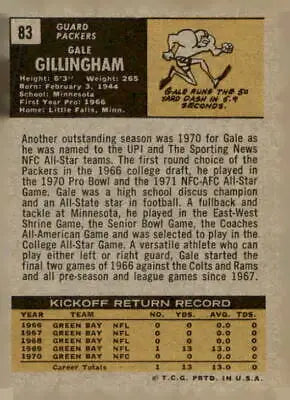 83
GUARD
PACKERS
GALE
GILLINGHAM
Height: 6'3" Weight: 265
Born: February 3, 1944
School: Minnesota
First Year Pro: 1966
Home: Little Falls, Minn.
GALE RUNS THE 50
YARD DASH IN 5.9
SECONDS.
Another outstanding season was 1970 for Gale as
he was named to the UPI and The Sporting News
NFC All-Star teams. The first round choice of the
Packers in the 1966 college draft, he played in
the 1970 Pro Bowl and the 1971 NFC-AFC All-Star
Game. Gale was a high school discus champion
and an All-State star in football. A fullback and
tackle at Minnesota, he played in the East-West
Shrine Game, the Senior Bowl Game, the Coaches
All-American Game and was selected to play in
the College All-Star Game. A versatile athlete who
can play either left or right guard, Gale started the
final two games of 1966 against the Colts and Rams
and all pre-season and league games since 1967.
KICKOFF RETURN RECORD
YEAR TEAM NO. YDS. AVG. TDS.
1966 GREEN BAY NFL 0 0 0 0
1967 GREEN BAY NFL 0 0 0 0
1968 GREEN BAY NFL 0 0 0 0
1969 GREEN BAY NFL 1 13 13.0 0
1970 GREEN BAY NFC 0 0 0 0
Career Totals 1 13 13.0 0
© T.C.G. PRTD. IN U.S.A.